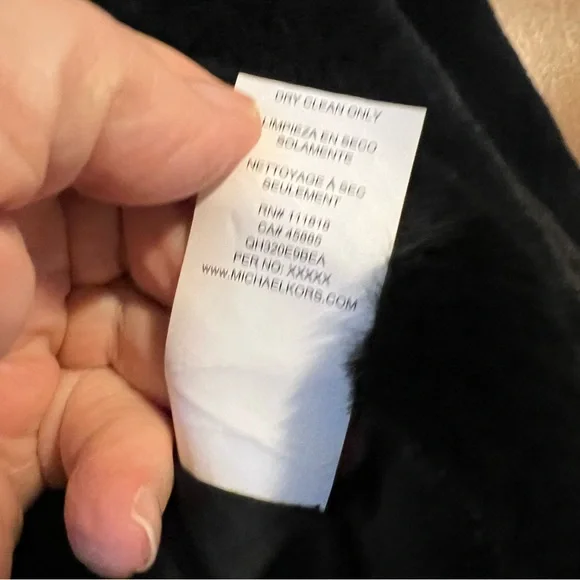 DRY CLEAN ONLY
LIMPIEZA EN SECO
SOLAMENTE
NETTOYAGE À SEC
SEULEMENT
RN# 111818
CA# 45885
QH320E9BEA
PER NO: XXXXX
WWW.MICHAELKORS.COM